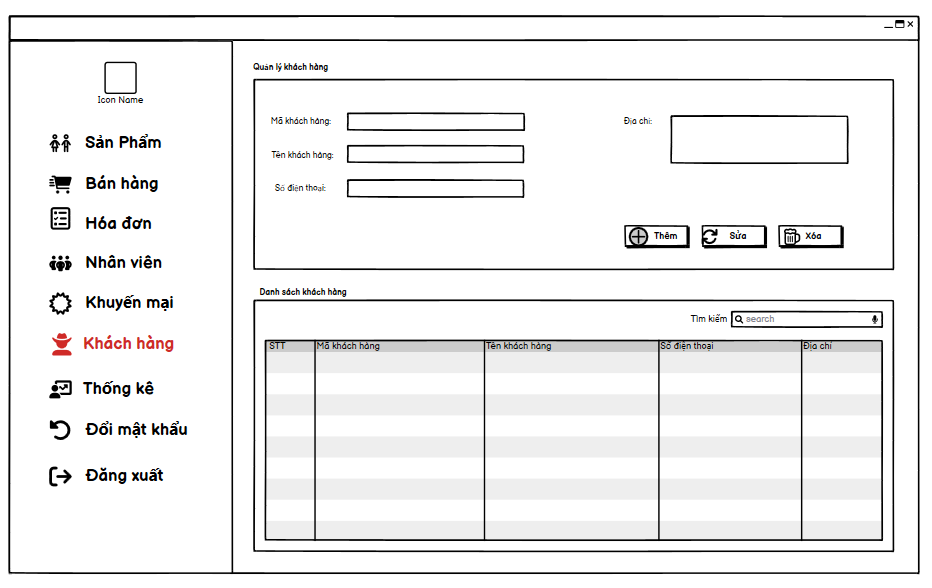 Icon Name
Sản Phẩm
Bán hàng
Hóa đơn
Nhân viên
Khuyến mại
Khách hàng
Thống kê
Đổi mật khẩu
Đăng xuất
Quản lý khách hàng
Mã khách hàng:
Địa chỉ:
Tên khách hàng:
Số điện thoại:
Thêm
Sửa
Xóa
Danh sách khách hàng
Tìm kiếm search
STT Mã khách hàng Tên khách hàng Số điện thoại Địa chỉ